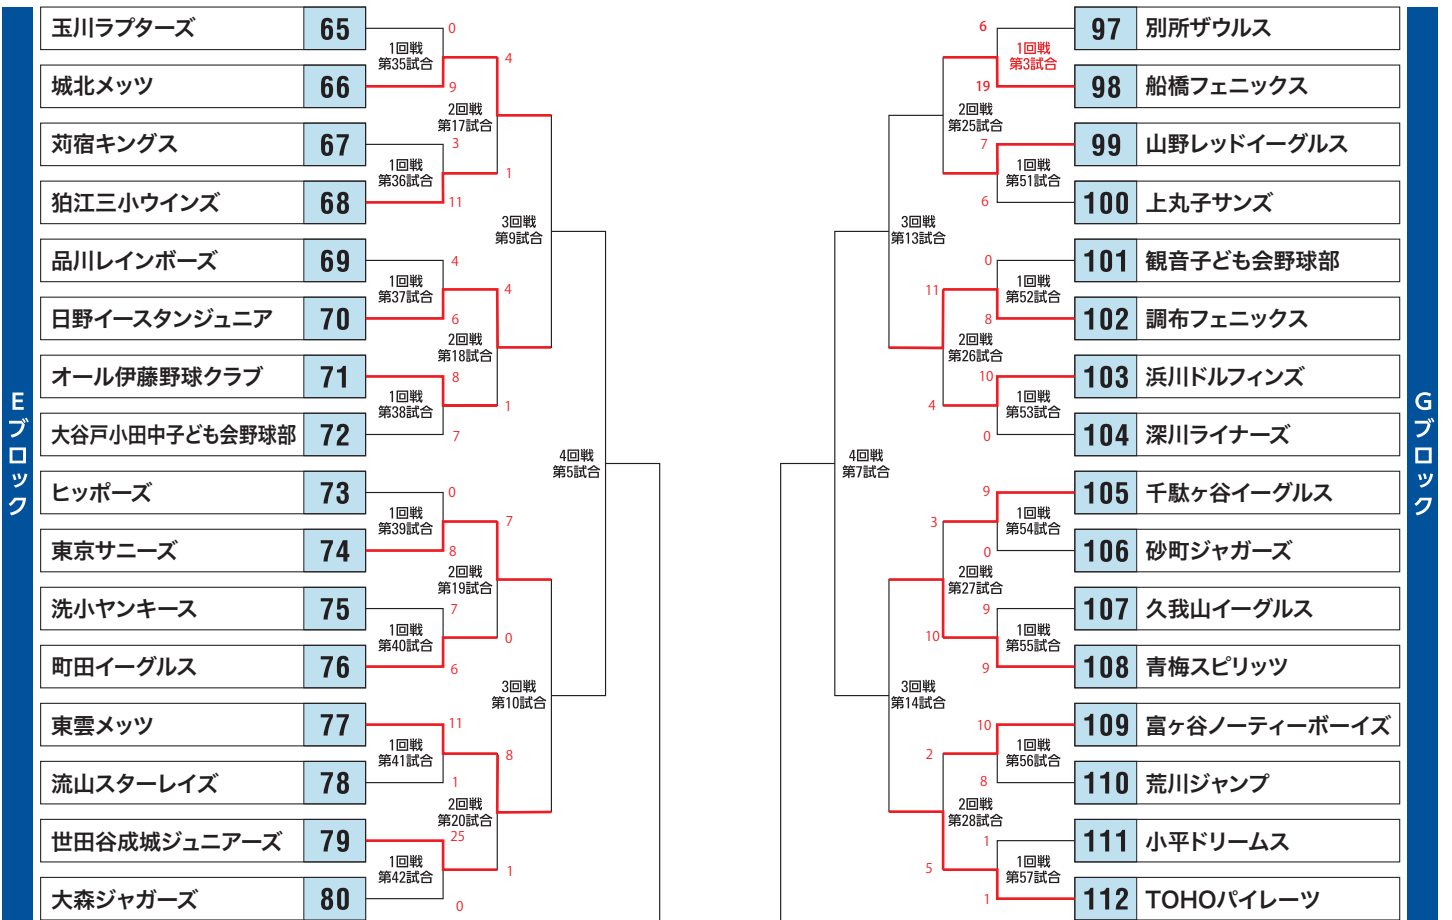 Eブロック
玉川ラプターズ 65
城北メッツ 66
苅宿キングス 67
狛江三小ウインズ 68
品川レインボーズ 69
日野イースタンジュニア 70
オール伊藤野球クラブ 71
大谷戸小田中子ども会野球部 72
ヒッポーズ 73
東京サニーズ 74
洗小ヤンキース 75
町田イーグルス 76
東雲メッツ 77
流山スターレイズ 78
世田谷成城ジュニアーズ 79
大森ジャガーズ 80
0
1回戦
第35試合
9
3
1回戦
第36試合
11
4
1回戦
第37試合
6
8
1回戦
第38試合
7
0
1回戦
第39試合
8
7
1回戦
第40試合
6
11
1回戦
第41試合
1
25
1回戦
第42試合
0
4
2回戦
第17試合
1
4
2回戦
第18試合
1
7
2回戦
第19試合
0
8
2回戦
第20試合
1
3回戦
第9試合
3回戦
第10試合
4回戦
第5試合
4回戦
第7試合
3回戦
第13試合
3回戦
第14試合
2回戦
第25試合
11
2回戦
第26試合
4
3
2回戦
第27試合
10
2
2回戦
第28試合
5
6
1回戦
第3試合
19
7
1回戦
第51試合
6
0
1回戦
第52試合
8
10
1回戦
第53試合
0
9
1回戦
第54試合
0
9
1回戦
第55試合
9
10
1回戦
第56試合
8
1
1回戦
第57試合
1
97 別所ザウルス
98 船橋フェニックス
99 山野レッドイーグルス
100 上丸子サンズ
101 観音子ども会野球部
102 調布フェニックス
103 浜川ドルフィンズ
104 深川ライナーズ
105 千駄ヶ谷イーグルス
106 砂町ジャガーズ
107 久我山イーグルス
108 青梅スピリッツ
109 富ヶ谷ノーティーボーイズ
110 荒川ジャンプ
111 小平ドリームス
112 TOHOパイレーツ
Gブロック